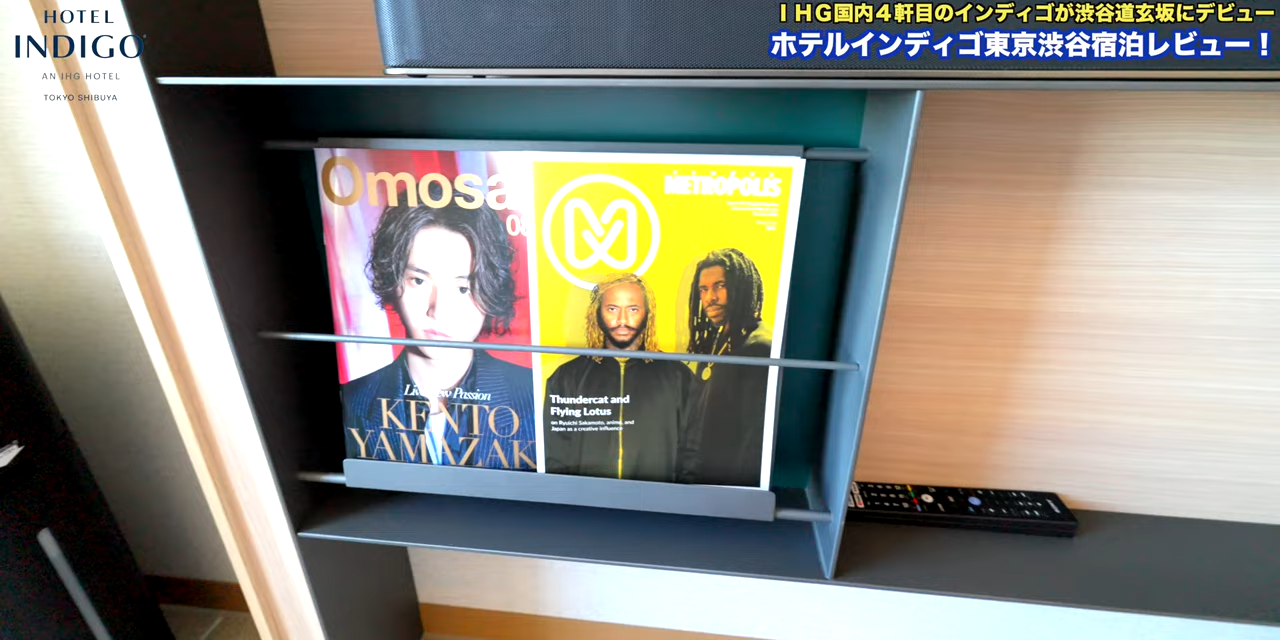 HOTEL
INDIGO
AN IHG HOTEL
TOKYO SHIBUYA
IHG国内4軒目のインディゴが渋谷道玄坂にデビュー
ホテルインディゴ東京渋谷宿泊レビュー！
Omosa
KENTO
YAMAZAK
METROPOLIS
Thundercat and
Flying Lotus
on Ryuichi Sakamoto, anime, and
Japan as a creative influence